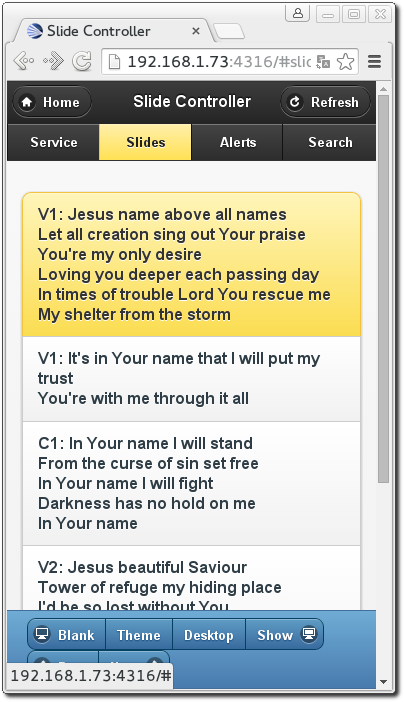 Slide Controller
192.168.1.73:4316/#slid
Home
Slide Controller
Refresh
Service
Slides
Alerts
Search
V1: Jesus name above all names
Let all creation sing out Your praise
You're my only desire
Loving you deeper each passing day
In times of trouble Lord You rescue me
My shelter from the storm
V1: It's in Your name that I will put my
trust
You're with me through it all
C1: In Your name I will stand
From the curse of sin set free
In Your name I will fight
Darkness has no hold on me
In Your name
V2: Jesus beautiful Saviour
Tower of refuge my hiding place
I'd be so lost without You
Blank
Theme
Desktop
Show
192.168.1.73:4316/#